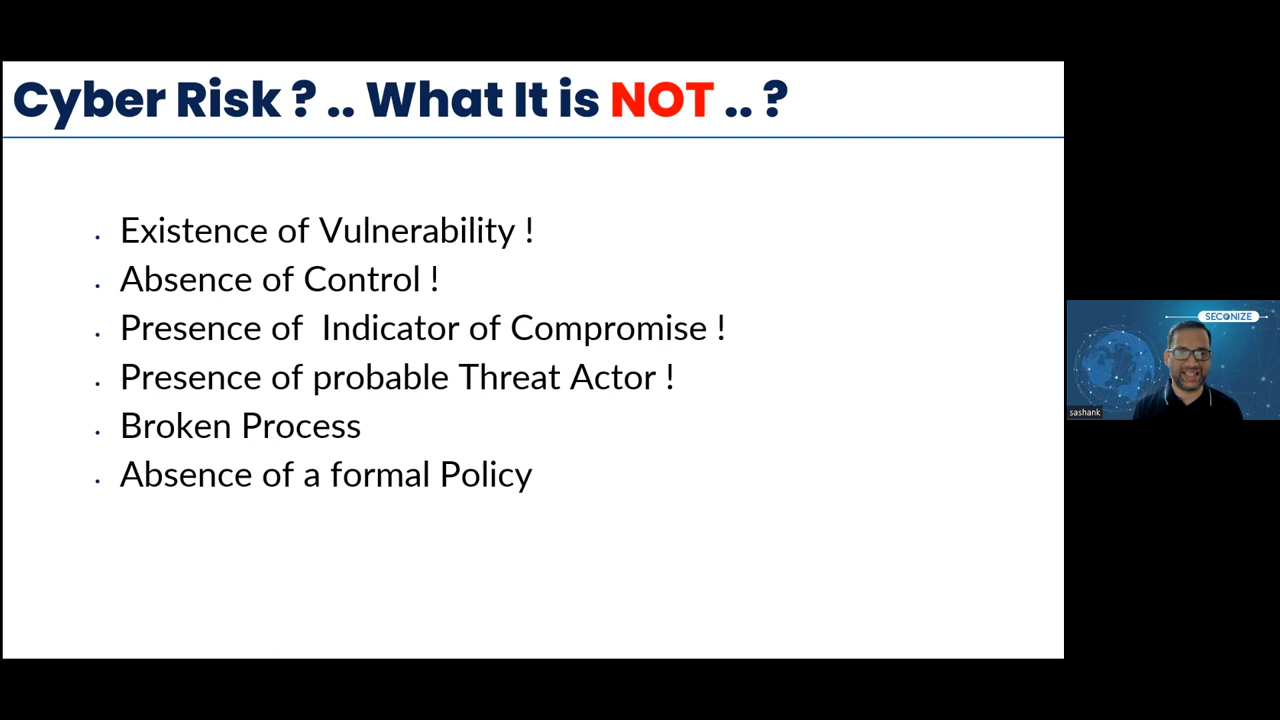 Cyber Risk ? .. What It is NOT .. ?
. Existence of Vulnerability !
. Absence of Control !
. Presence of  Indicator of Compromise !
. Presence of probable Threat Actor !
. Broken Process
. Absence of a formal Policy
SECONIZE
sashank